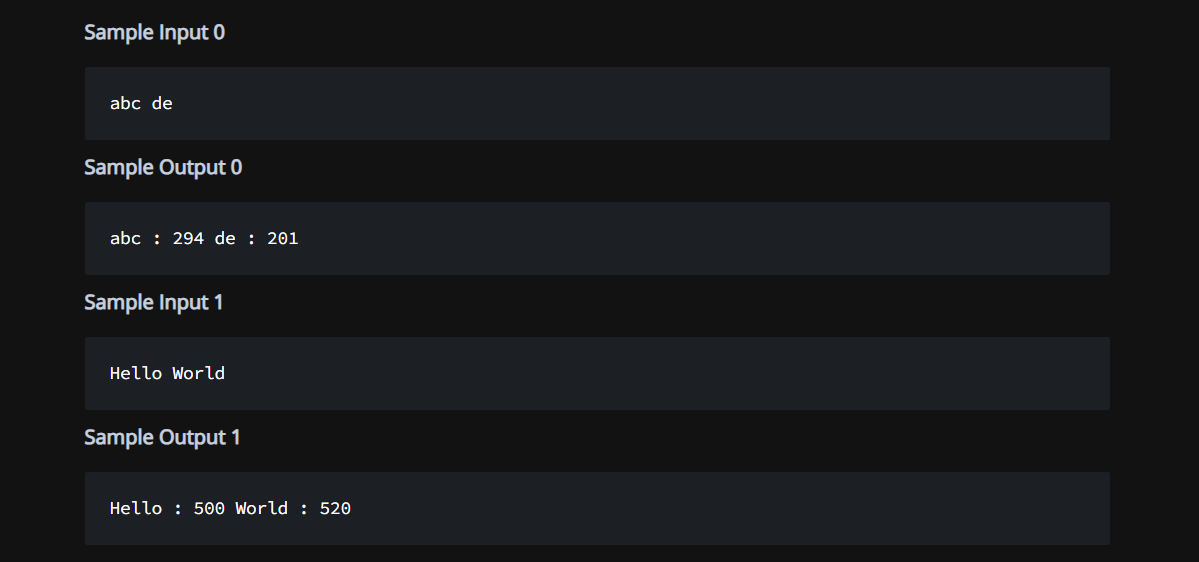 Sample Input 0
abc de
Sample Output 0
abc : 294 de : 201
Sample Input 1
Hello World
Sample Output 1
Hello : 500 World : 520